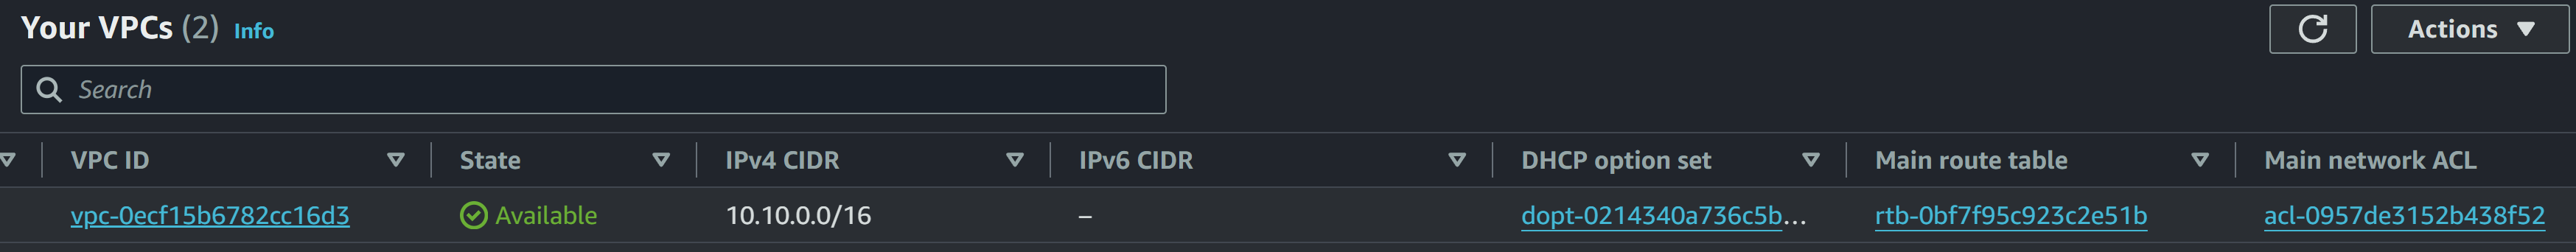 Your VPCs (2) Info
Actions
Search
VPC ID State IPv4 CIDR IPv6 CIDR DHCP option set Main route table Main network ACL
vpc-0ecf15b6782cc16d3 Available 10.10.0.0/16 – dopt-0214340a736c5b... rtb-0bf7f95c923c2e51b acl-0957de3152b438f52